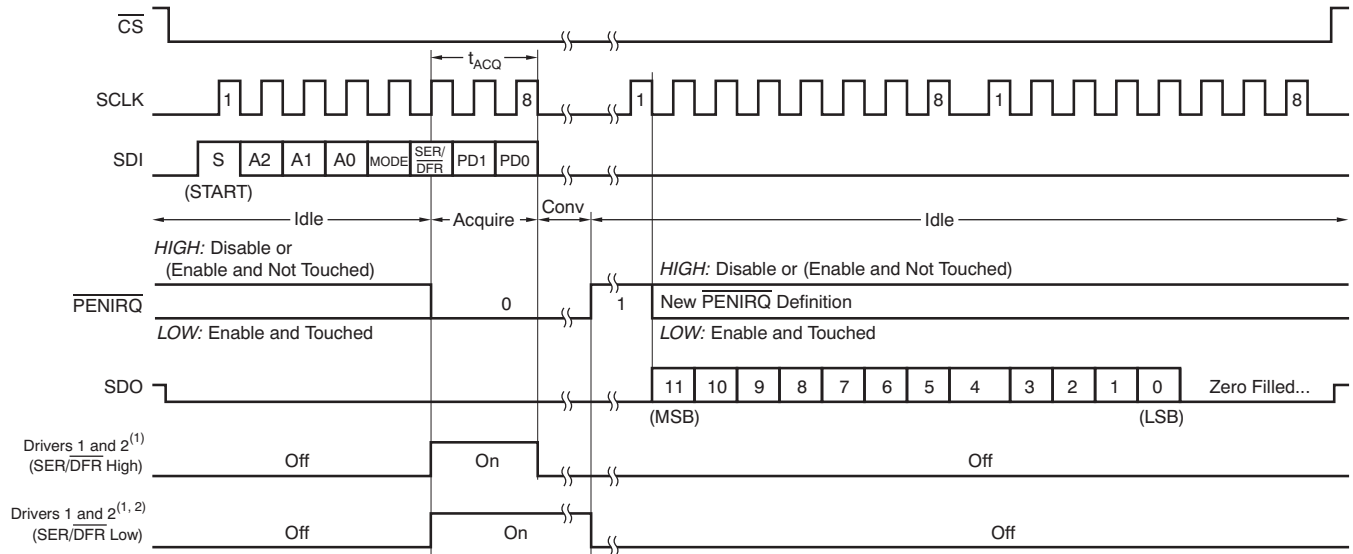 CS
tACQ
SCLK 1 8 1 8 1 8
SDI S A2 A1 A0 MODE SER/DFR PD1 PD0
(START)
Idle Acquire Conv Idle
HIGH: Disable or
(Enable and Not Touched)
HIGH: Disable or (Enable and Not Touched)
PENIRQ 0 1 New PENIRQ Definition
LOW: Enable and Touched LOW: Enable and Touched
SDO 11 10 9 8 7 6 5 4 3 2 1 0 Zero Filled...
(MSB) (LSB)
Drivers 1 and 2(1)
(SER/DFR High) Off On Off
Drivers 1 and 2(1, 2)
(SER/DFR Low) Off On Off